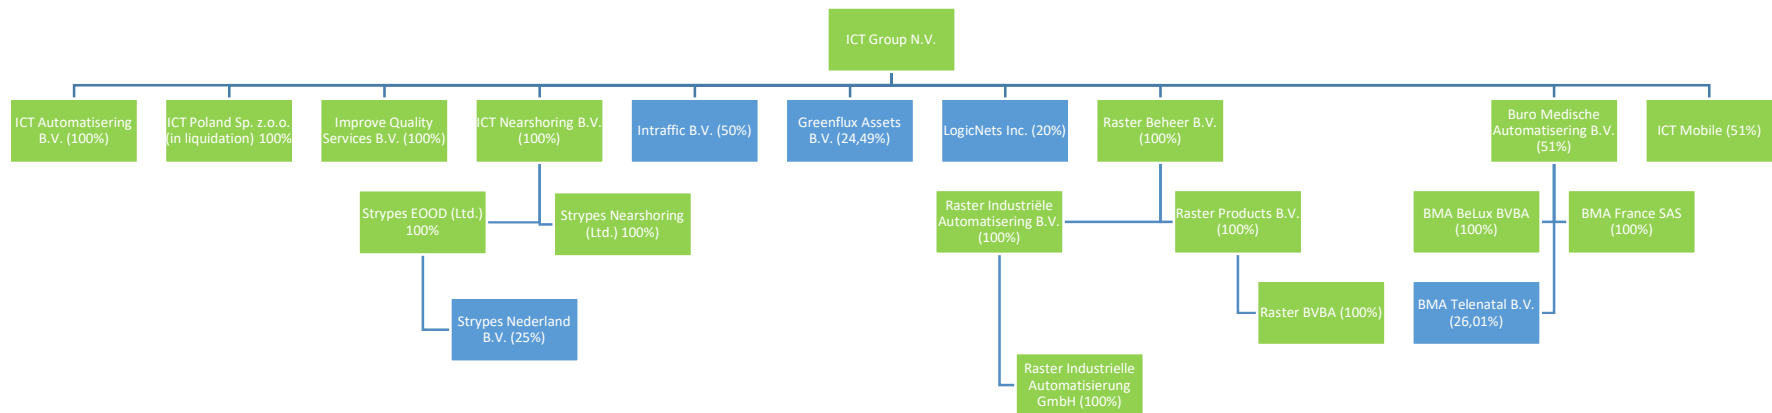 ICT Group N.V.
ICT Automatisering
B.V. (100%)
ICT Poland Sp. z.o.o.
(in liquidation) 100%
Improve Quality
Services B.V. (100%)
ICT Nearshoring B.V.
(100%)
Intraffic B.V. (50%)
Greenflux Assets
B.V. (24,49%)
LogicNets Inc. (20%)
Raster Beheer B.V.
(100%)
Buro Medische
Automatisering B.V.
(51%)
ICT Mobile (51%)
Strypes EOOD (Ltd.)
100%
Strypes Nearshoring
(Ltd.) 100%
Raster Industriële
Automatisering B.V.
(100%)
Raster Products B.V.
(100%)
BMA BeLux BVBA
(100%)
BMA France SAS
(100%)
Strypes Nederland
B.V. (25%)
Raster BVBA (100%)
BMA Telenatal B.V.
(26,01%)
Raster Industrielle
Automatisierung
GmbH (100%)